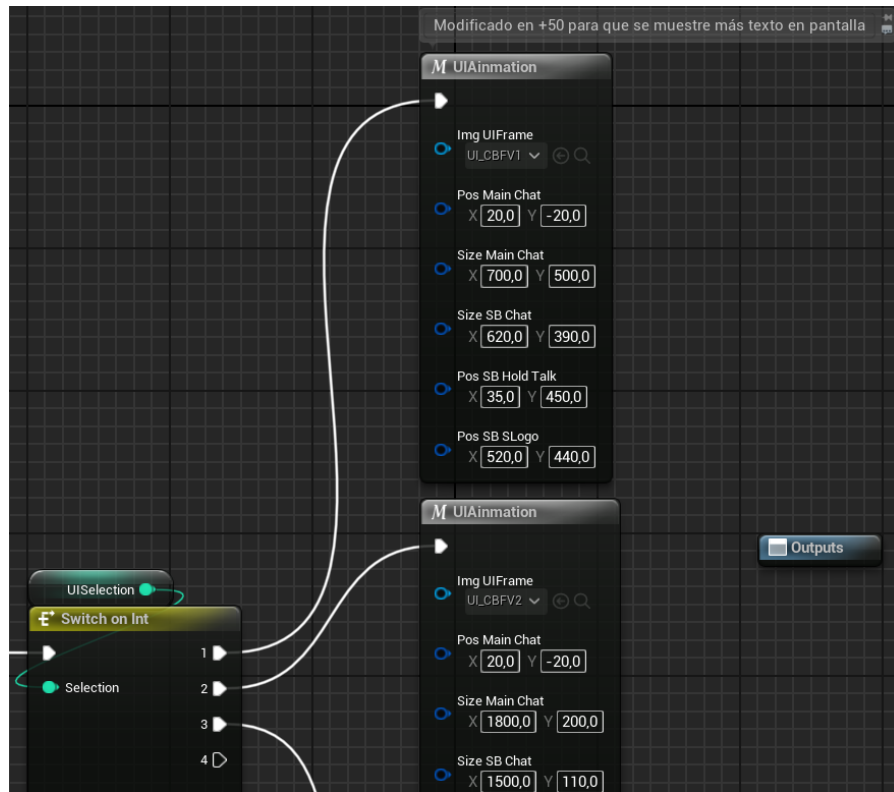 Modificado en +50 para que se muestre más texto en pantalla
M UIAinmation
Img UIFrame
UI_CBFV1
Pos Main Chat
X 20,0 Y -20,0
Size Main Chat
X 700,0 Y 500,0
Size SB Chat
X 620,0 Y 390,0
Pos SB Hold Talk
X 35,0 Y 450,0
Pos SB SLogo
X 520,0 Y 440,0
M UIAinmation
Img UIFrame
UI_CBFV2
Pos Main Chat
X 20,0 Y -20,0
Size Main Chat
X 1800,0 Y 200,0
Size SB Chat
X 1500,0 Y 110,0
UISelection
Switch on Int
1
Selection
2
3
4
Outputs